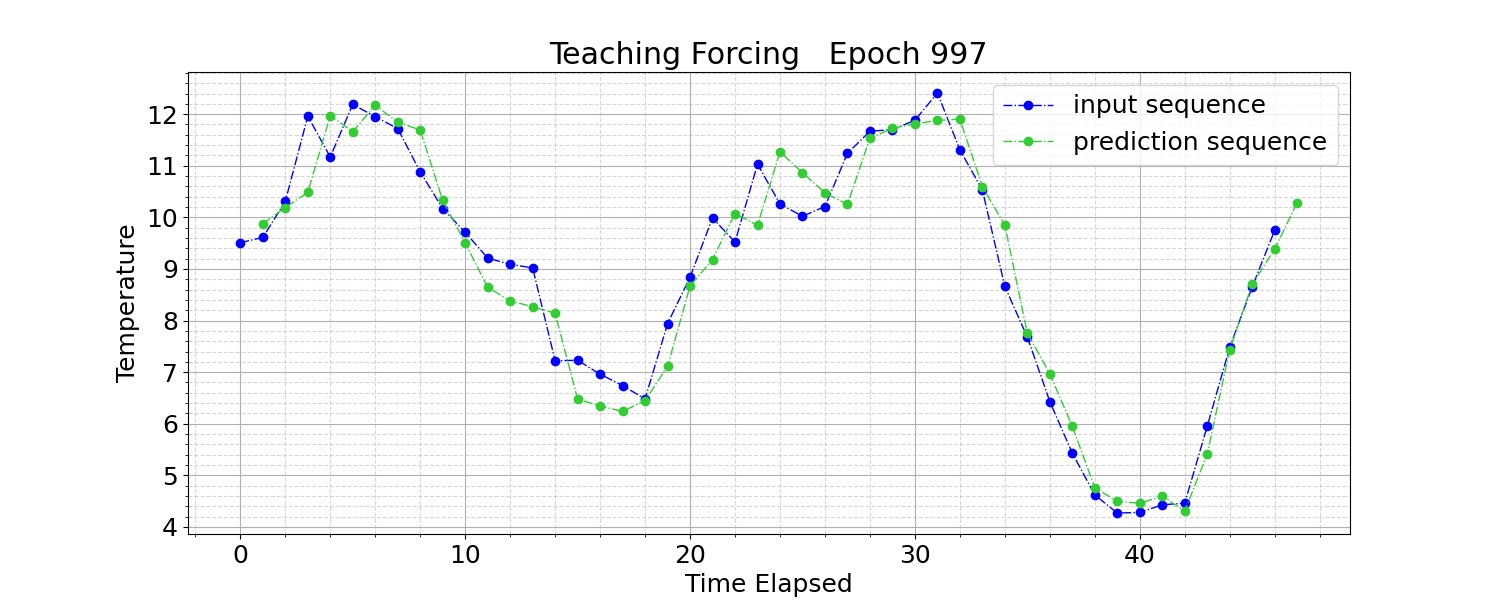 Teaching Forcing   Epoch 997
input sequence
prediction sequence
12
11
10
9
8
7
6
5
4
Temperature
0 10 20 30 40
Time Elapsed